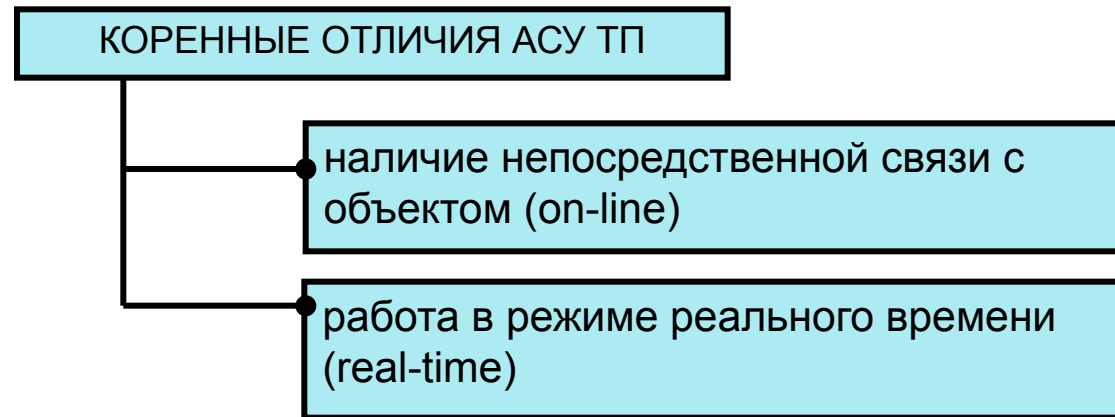 КОРЕННЫЕ ОТЛИЧИЯ АСУ ТП
наличие непосредственной связи с
объектом (on-line)
работа в режиме реального времени
(real-time)